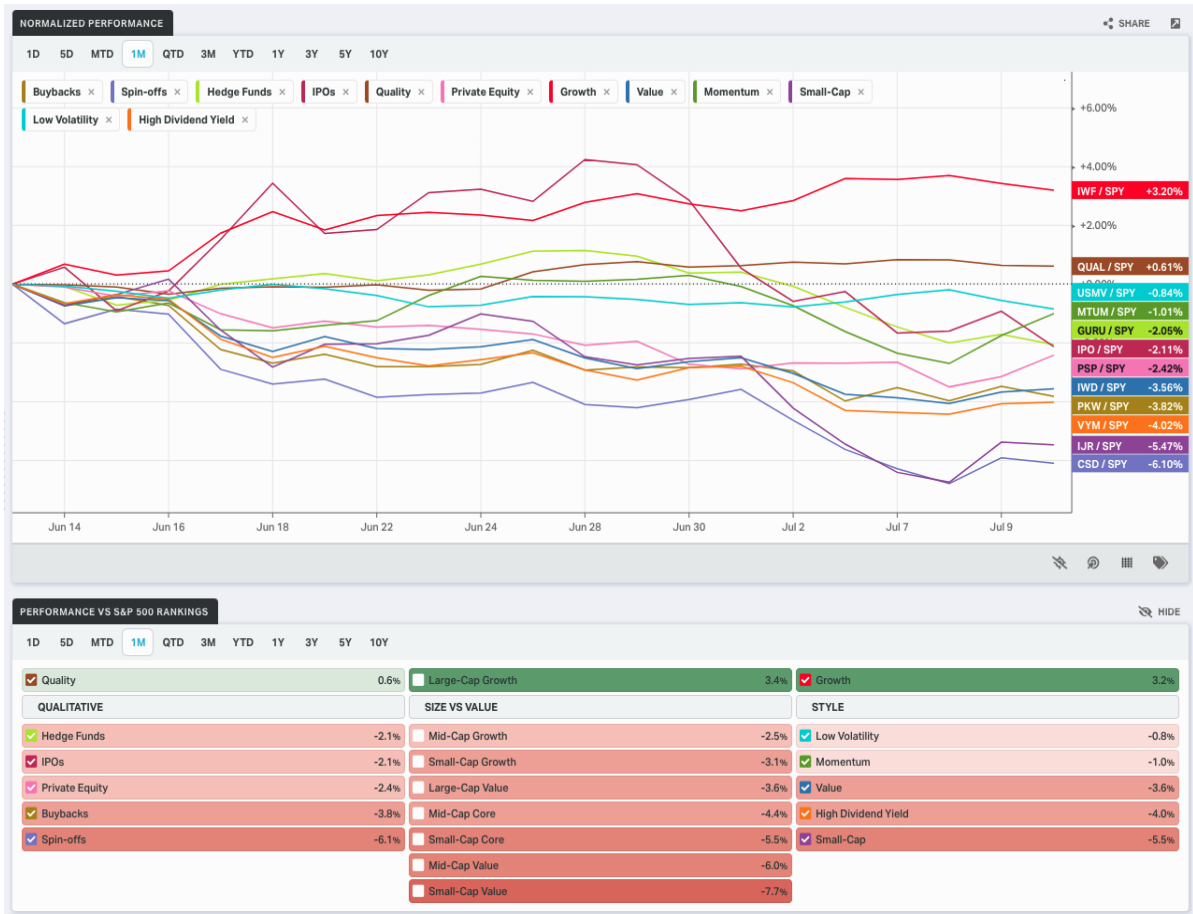 NORMALIZED PERFORMANCE
SHARE
1D 5D MTD 1M QTD 3M YTD 1Y 3Y 5Y 10Y
Buybacks × Spin-offs × Hedge Funds × IPOs × Quality × Private Equity × Growth × Value × Momentum × Small-Cap ×
Low Volatility × High Dividend Yield ×
+6.00%
+4.00%
IWF / SPY +3.20%
+2.00%
QUAL / SPY +0.61%
+0.00%
USMV / SPY -0.84%
MTUM / SPY -1.01%
GURU / SPY -2.05%
IPO / SPY -2.11%
PSP / SPY -2.42%
IWD / SPY -3.56%
PKW / SPY -3.82%
VYM / SPY -4.02%
IJR / SPY -5.47%
CSD / SPY -6.10%
Jun 14 Jun 16 Jun 18 Jun 22 Jun 24 Jun 28 Jun 30 Jul 2 Jul 7 Jul 9
PERFORMANCE VS S&P 500 RANKINGS
HIDE
1D 5D MTD 1M QTD 3M YTD 1Y 3Y 5Y 10Y
Quality 0.6% Large-Cap Growth 3.4% Growth 3.2%
QUALITATIVE SIZE VS VALUE STYLE
Hedge Funds -2.1% Mid-Cap Growth -2.5% Low Volatility -0.8%
IPOs -2.1% Small-Cap Growth -3.1% Momentum -1.0%
Private Equity -2.4% Large-Cap Value -3.6% Value -3.6%
Buybacks -3.8% Mid-Cap Core -4.4% High Dividend Yield -4.0%
Spin-offs -6.1% Small-Cap Core -5.5% Small-Cap -5.5%
Mid-Cap Value -6.0%
Small-Cap Value -7.7%